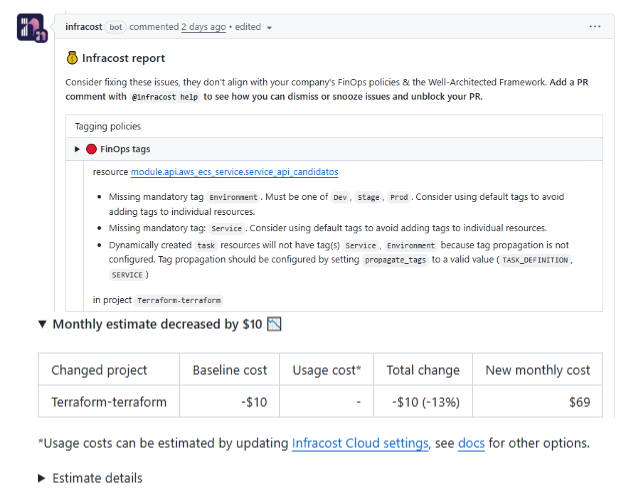 infracost bot commented 2 days ago • edited
Infracost report
Consider fixing these issues, they don't align with your company's FinOps policies & the Well-Architected Framework. Add a PR
comment with @infracost help to see how you can dismiss or snooze issues and unblock your PR.
Tagging policies
FinOps tags
resource module.api.aws_ecs_service.service_api_candidatos
• Missing mandatory tag Environment. Must be one of Dev, Stage, Prod. Consider using default tags to avoid
adding tags to individual resources.
• Missing mandatory tag: Service. Consider using default tags to avoid adding tags to individual resources.
• Dynamically created task resources will not have tag(s) Service, Environment because tag propagation is not
configured. Tag propagation should be configured by setting propagate_tags to a valid value (TASK_DEFINITION,
SERVICE)
in project Terraform-terraform
Monthly estimate decreased by $10
Changed project Baseline cost Usage cost* Total change New monthly cost
Terraform-terraform -$10 - -$10 (-13%) $69
*Usage costs can be estimated by updating Infracost Cloud settings, see docs for other options.
Estimate details